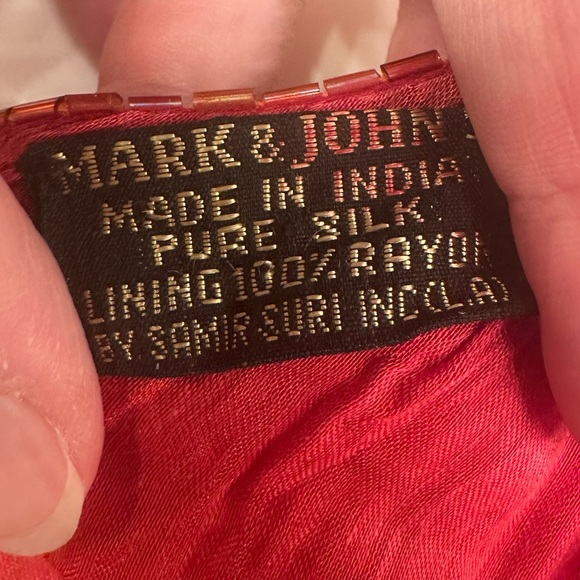 MARK & JOHN
MADE IN INDIA
PURE SILK
LINING 100% RAYON
BY SAMIR SURI INC (L.A)